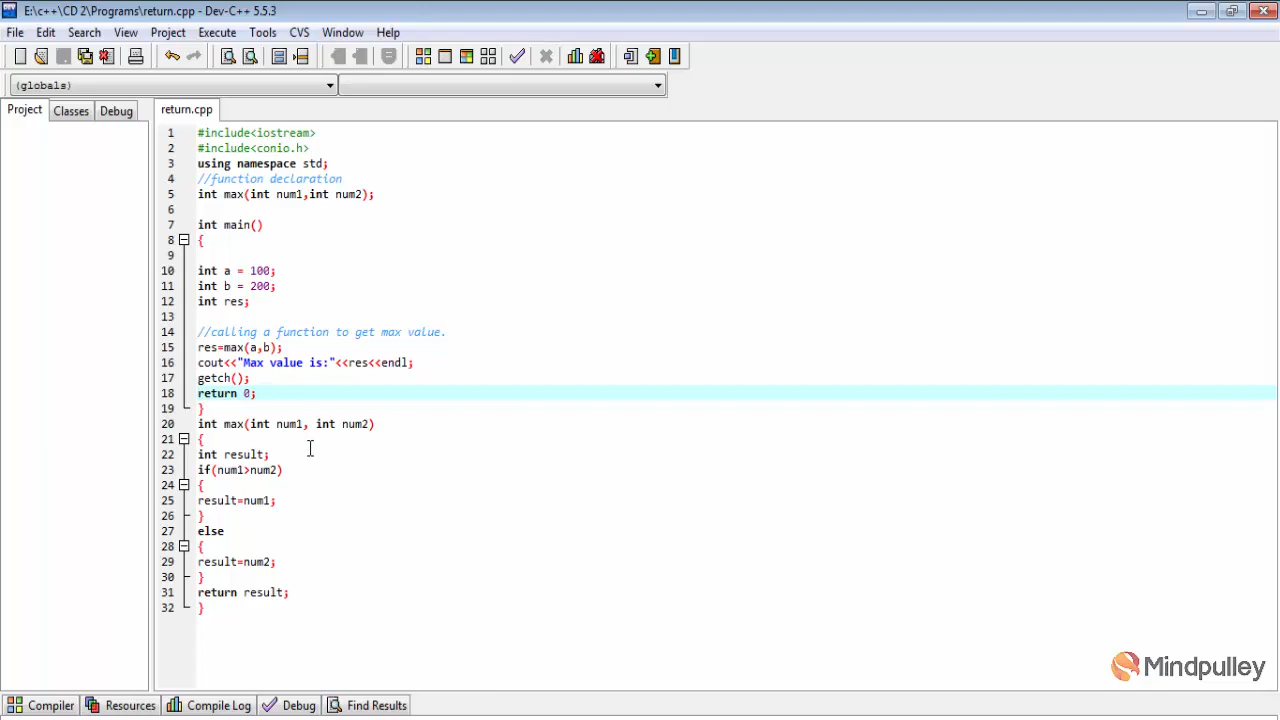 E:\c++\CD 2\Programs\return.cpp - Dev-C++ 5.5.3
File Edit Search View Project Execute Tools CVS Window Help
(globals)
Project Classes Debug
return.cpp
1 #include<iostream>
2 #include<conio.h>
3 using namespace std;
4 //function declaration
5 int max(int num1,int num2);
6
7 int main()
8 {
9
10 int a = 100;
11 int b = 200;
12 int res;
13
14 //calling a function to get max value.
15 res=max(a,b);
16 cout<<"Max value is:"<<res<<endl;
17 getch();
18 return 0;
19 }
20 int max(int num1, int num2)
21 {
22 int result;
23 if(num1>num2)
24 {
25 result=num1;
26 }
27 else
28 {
29 result=num2;
30 }
31 return result;
32 }
Mindpulley
Compiler Resources Compile Log Debug Find Results